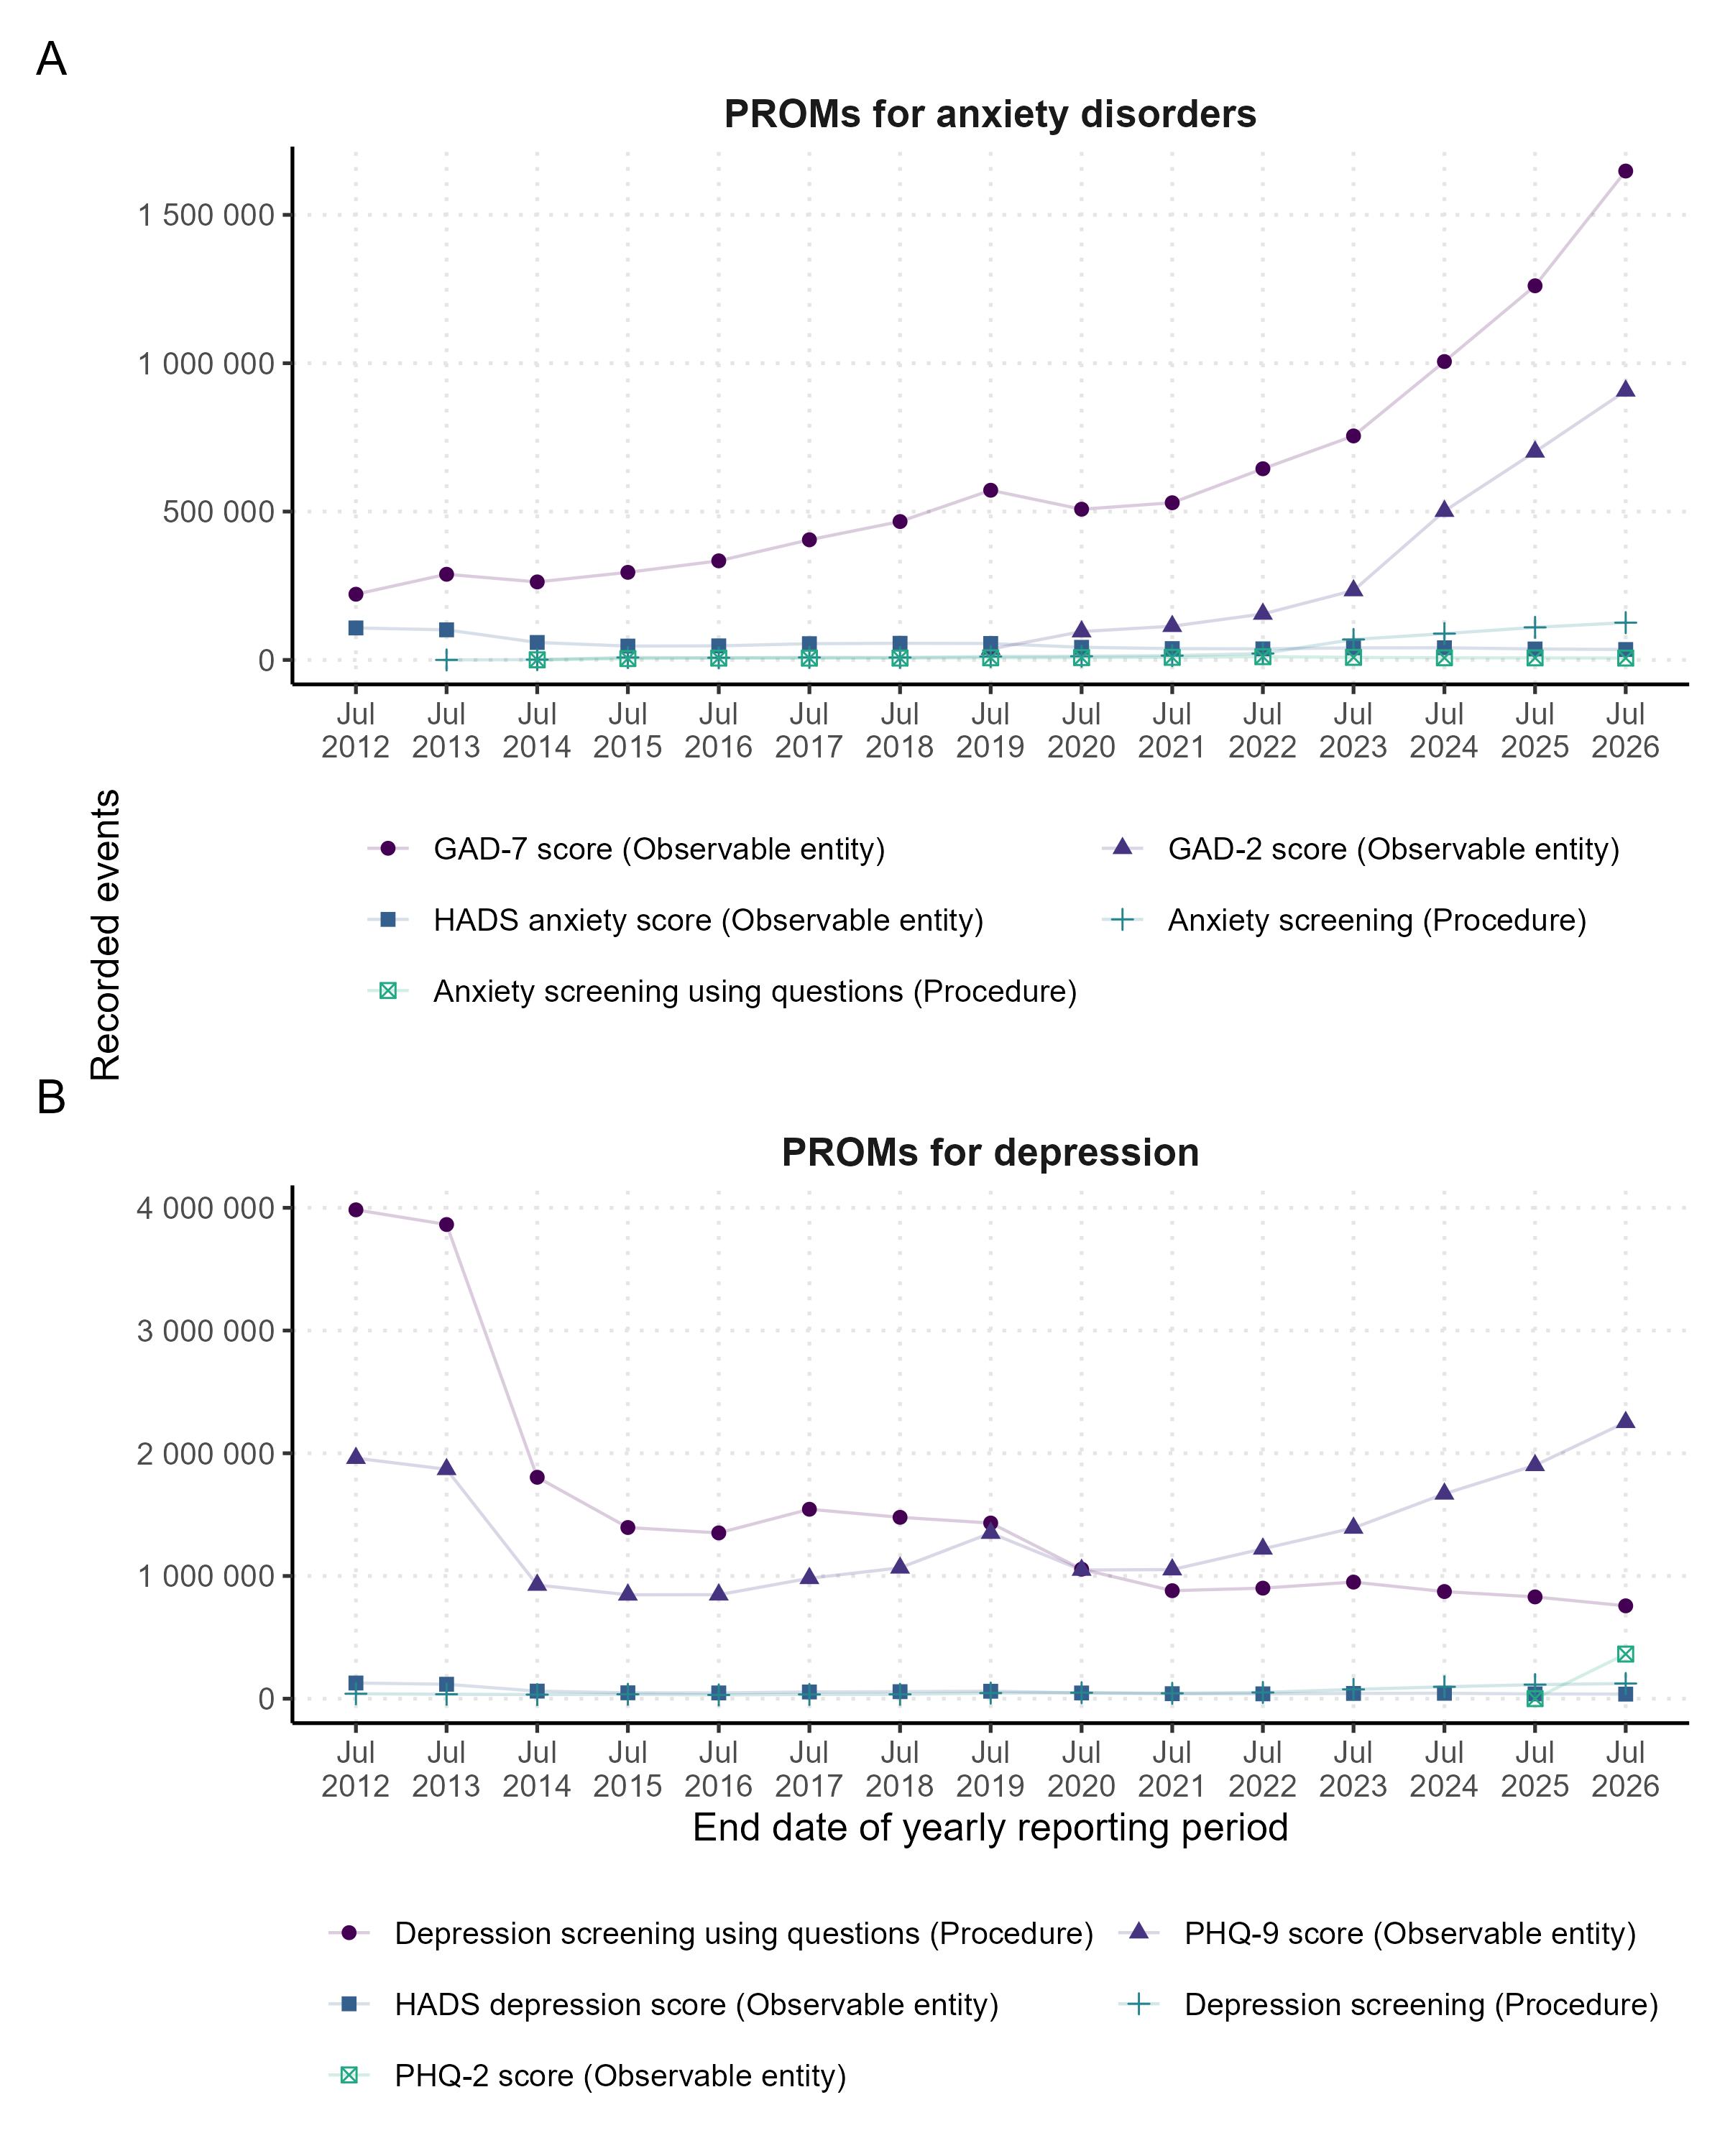 A
PROMs for anxiety disorders
1 500 000
1 000 000
500 000
0
Jul Jul Jul Jul Jul Jul Jul Jul Jul Jul Jul Jul Jul Jul Jul
2012 2013 2014 2015 2016 2017 2018 2019 2020 2021 2022 2023 2024 2025 2026
GAD-7 score (Observable entity) GAD-2 score (Observable entity)
HADS anxiety score (Observable entity) Anxiety screening (Procedure)
Anxiety screening using questions (Procedure)
Recorded events
B
PROMs for depression
4 000 000
3 000 000
2 000 000
1 000 000
0
Jul Jul Jul Jul Jul Jul Jul Jul Jul Jul Jul Jul Jul Jul Jul
2012 2013 2014 2015 2016 2017 2018 2019 2020 2021 2022 2023 2024 2025 2026
End date of yearly reporting period
Depression screening using questions (Procedure) PHQ-9 score (Observable entity)
HADS depression score (Observable entity) Depression screening (Procedure)
PHQ-2 score (Observable entity)